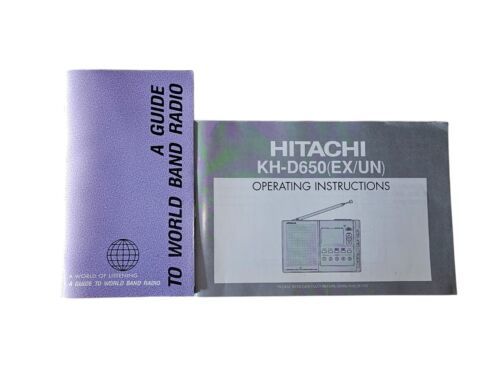 A GUIDE
TO WORLD BAND RADIO
A WORLD OF LISTENING
A GUIDE TO WORLD BAND RADIO
HITACHI
KH-D650(EX/UN)
OPERATING INSTRUCTIONS